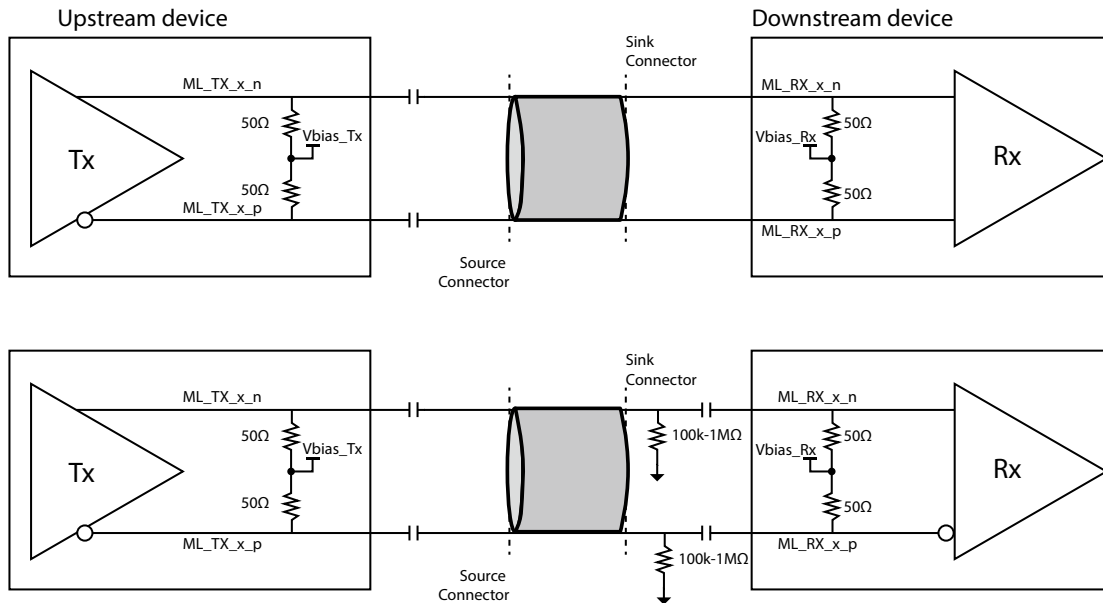 Upstream device
Downstream device
Sink
Connector
ML_TX_x_n
ML_RX_x_n
50Ω
Vbias_Tx
50Ω
Vbias_Rx
Tx
Rx
50Ω
50Ω
ML_TX_x_p
ML_RX_x_p
Source
Connector
Sink
Connector
ML_TX_x_n
ML_RX_x_n
50Ω
100k-1MΩ
50Ω
Vbias_Tx
Vbias_Rx
Tx
Rx
50Ω
50Ω
ML_TX_x_p
ML_RX_x_p
100k-1MΩ
Source
Connector